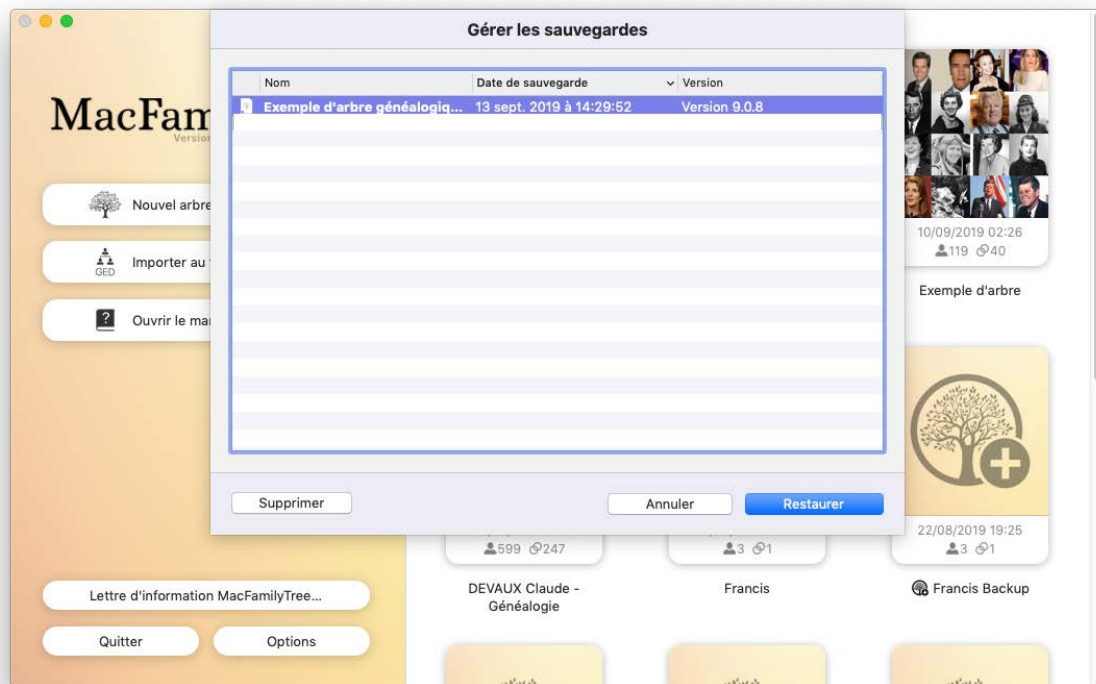 Gérer les sauvegardes
Nom Date de sauvegarde Version
Exemple d'arbre généalogiq... 13 sept. 2019 à 14:29:52 Version 9.0.8
MacFam
Version
Nouvel arbre
GED
Importer au
?
Ouvrir le ma
Supprimer
Annuler
Restaurer
10/09/2019 02:26
119 40
Exemple d'arbre
22/08/2019 19:25
599 247
3 1
3 1
DEVAUX Claude -
Généalogie
Francis
Francis Backup
Lettre d'information MacFamilyTree...
Quitter
Options